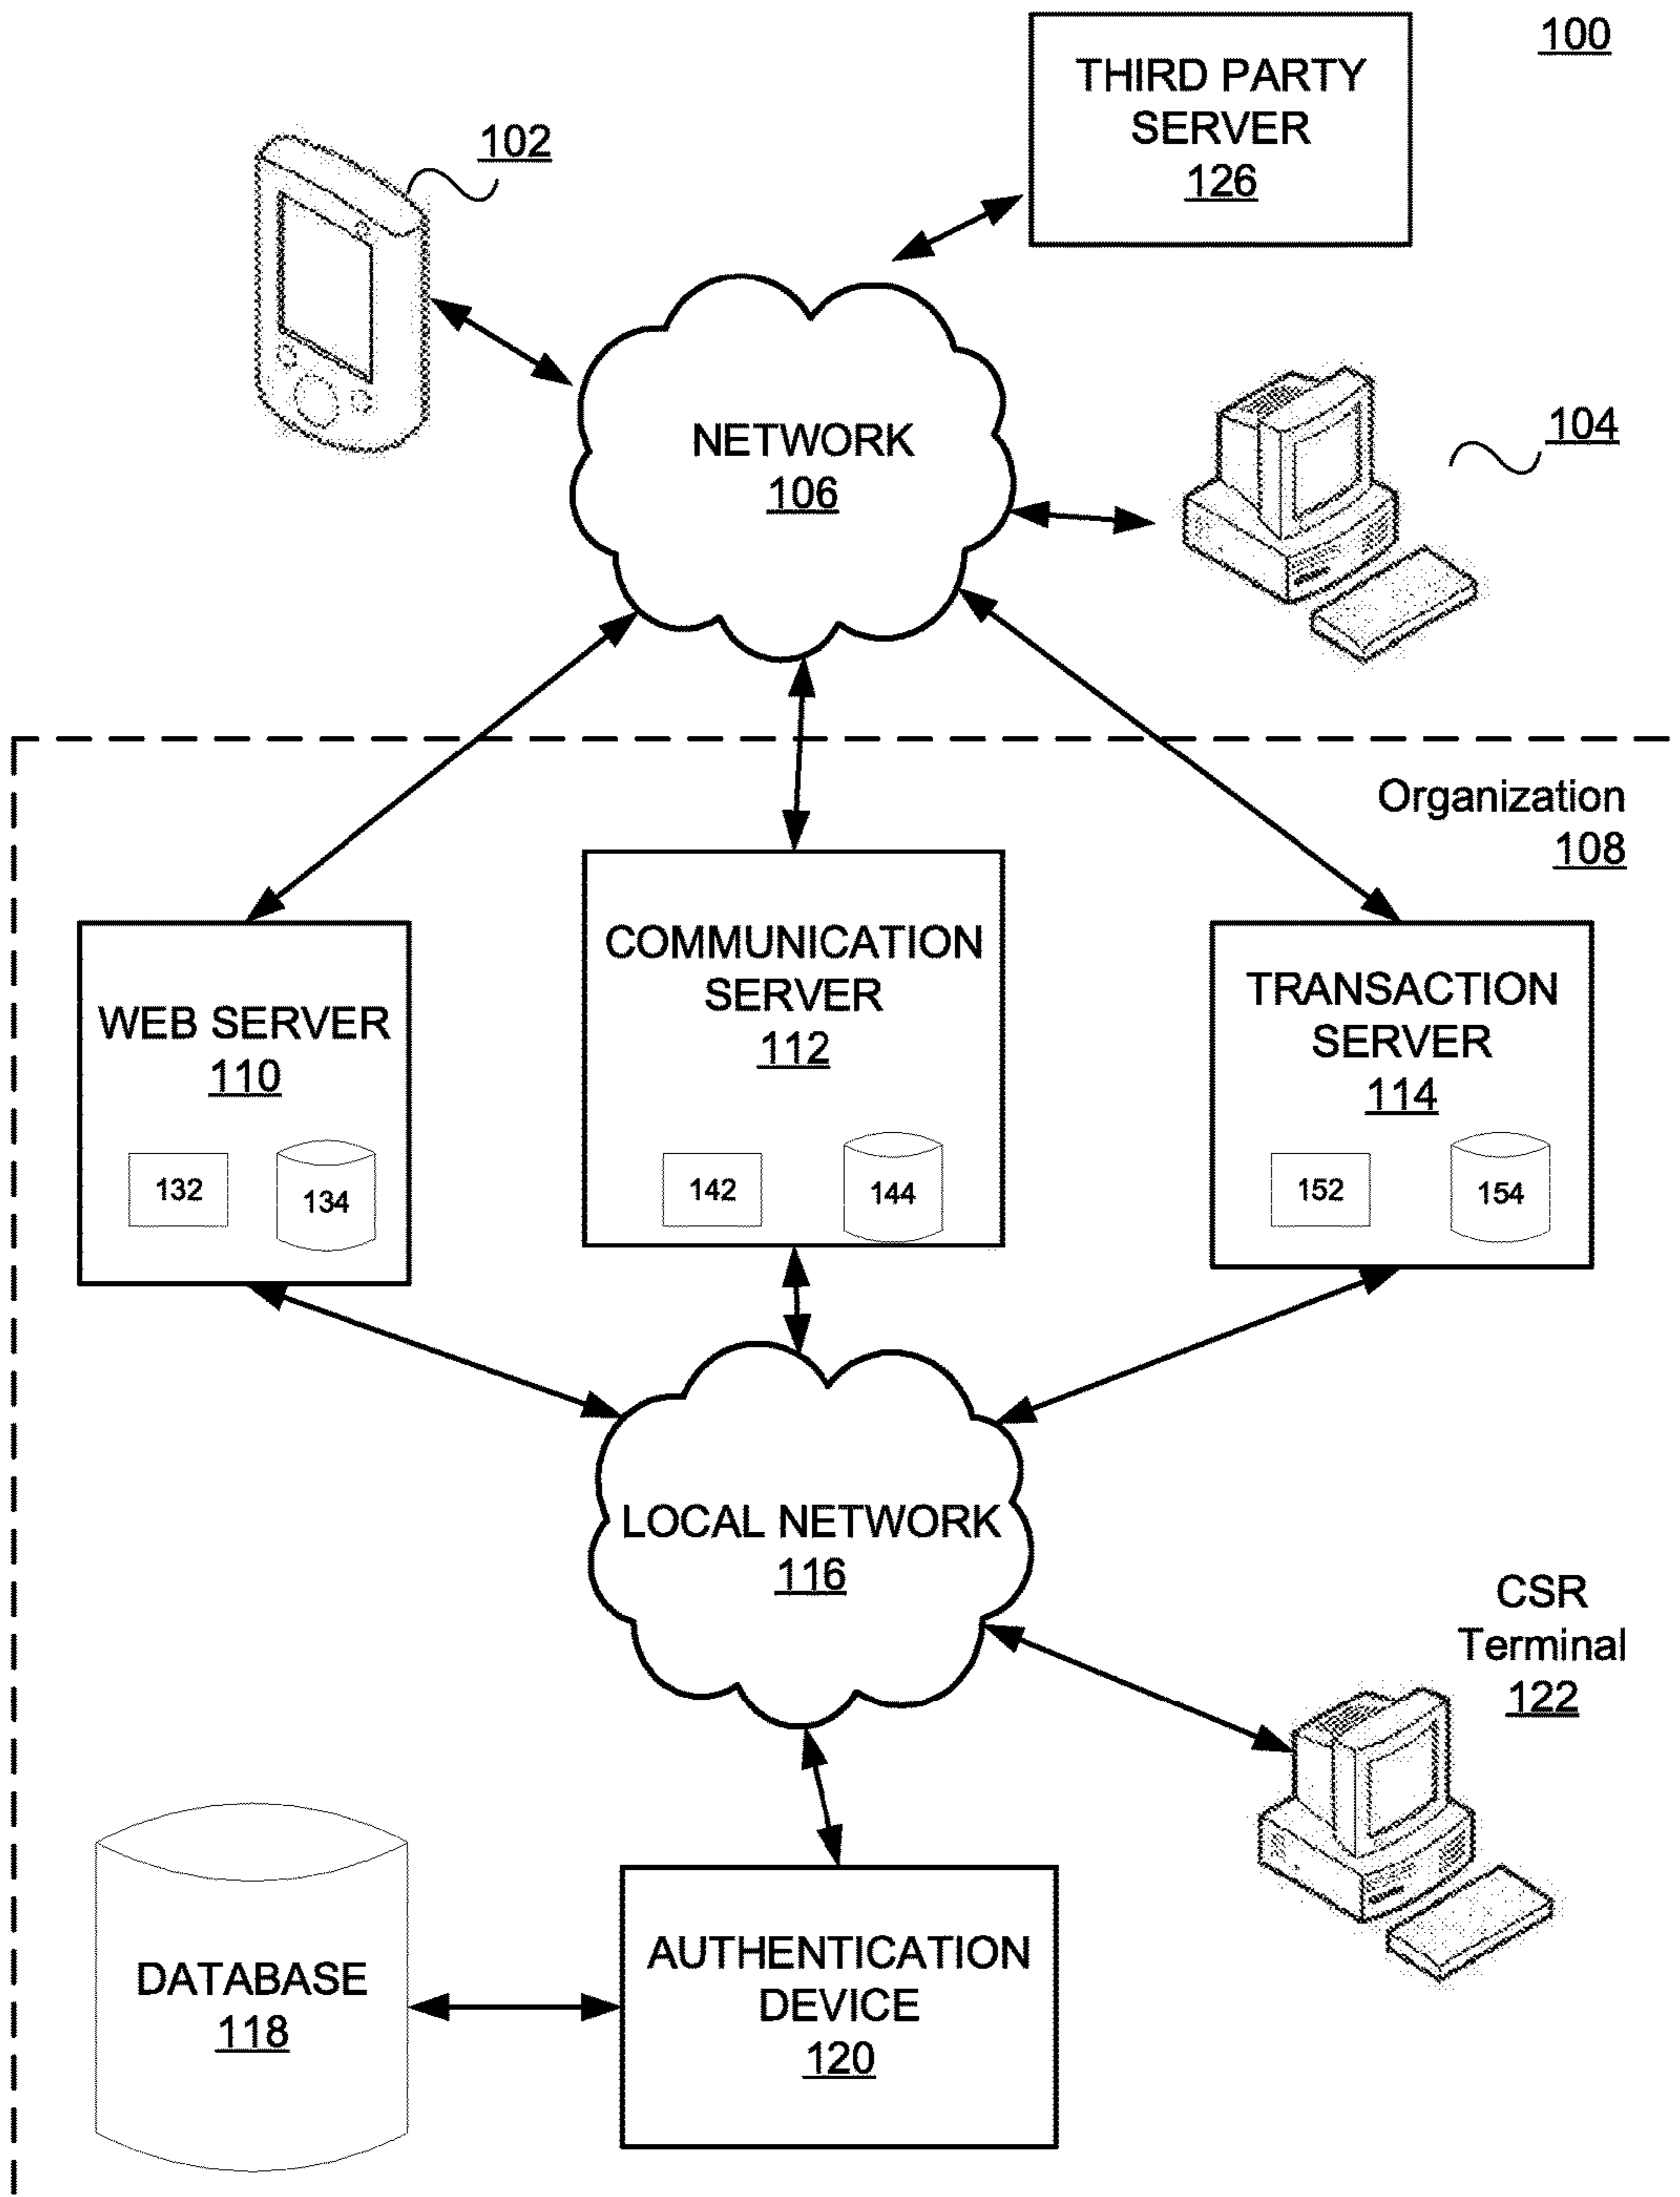 100
THIRD PARTY
SERVER
126
102
NETWORK
106
104
Organization
108
WEB SERVER
110
132
134
COMMUNICATION
SERVER
112
142
144
TRANSACTION
SERVER
114
152
154
LOCAL NETWORK
116
CSR
Terminal
122
DATABASE
118
AUTHENTICATION
DEVICE
120